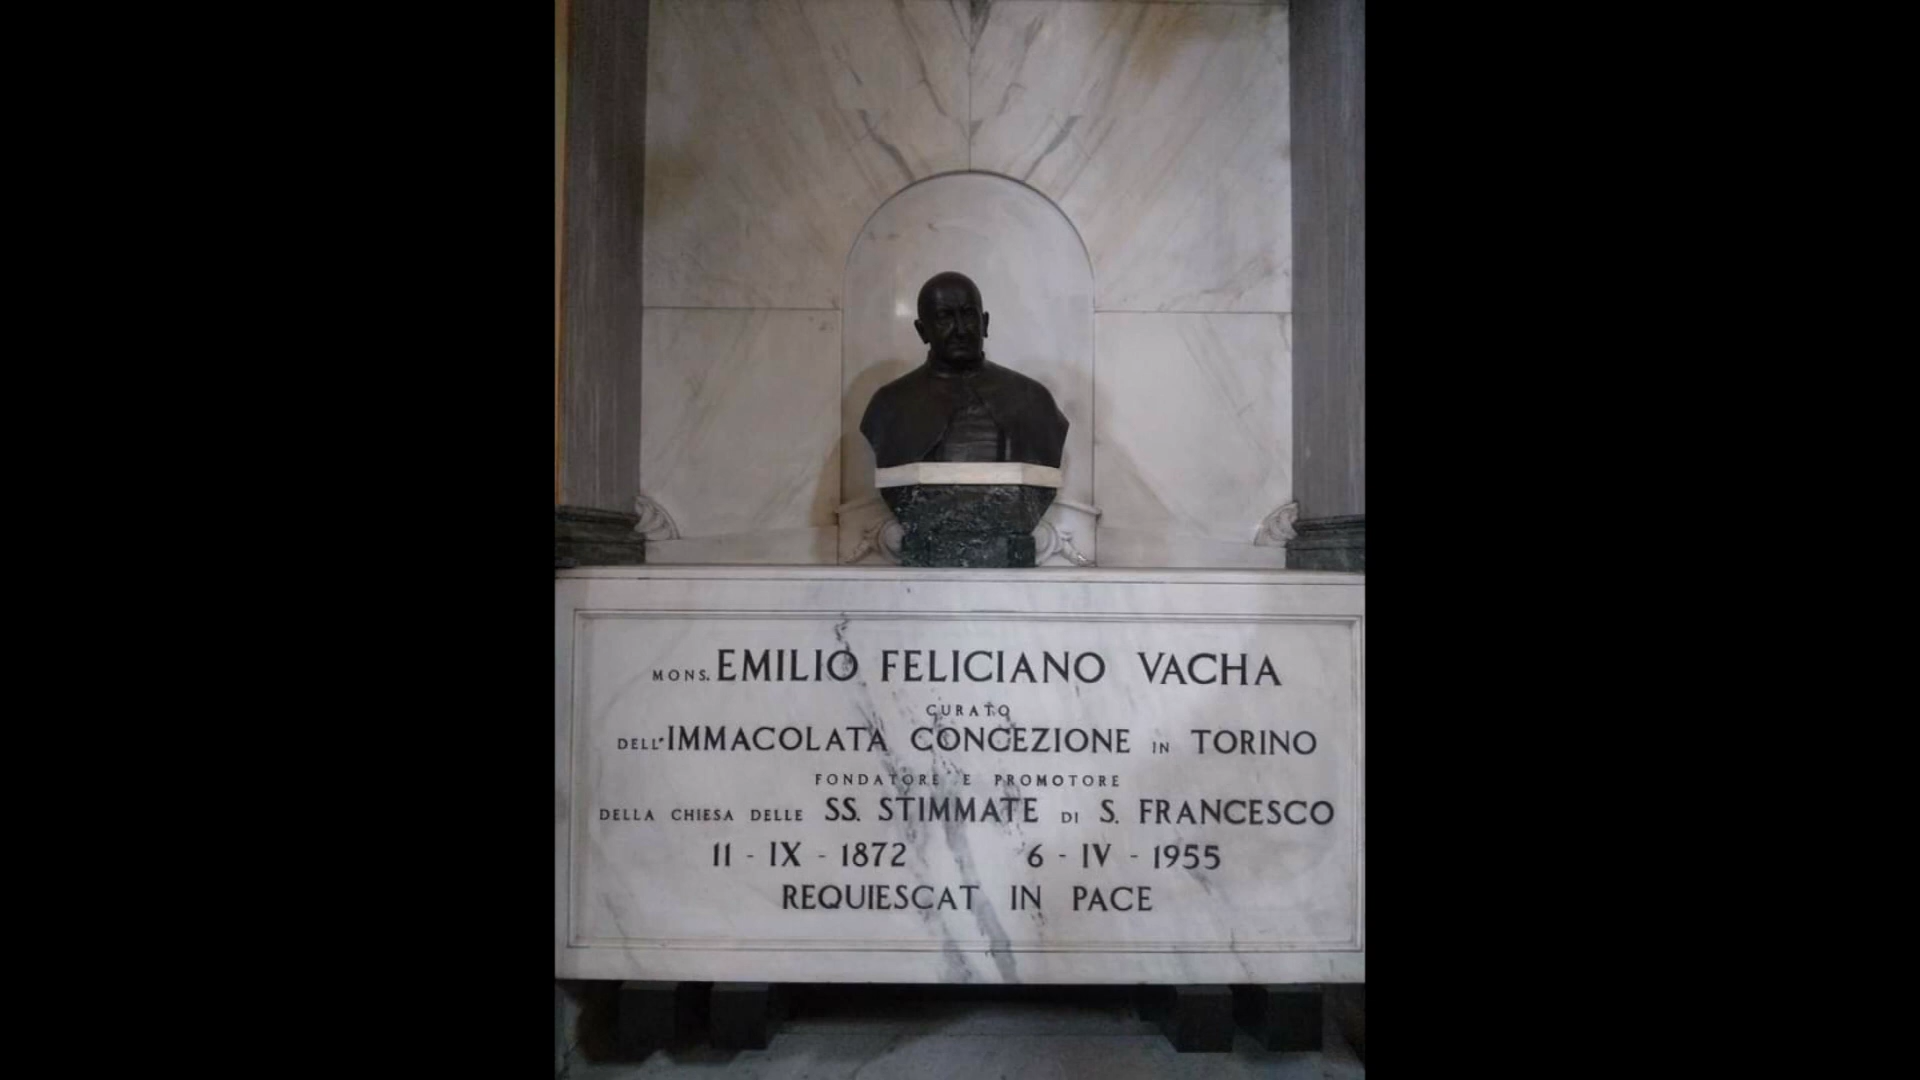 MONS. EMILIO FELICIANO VACHA
CURATO
DELL'IMMACOLATA CONCEZIONE IN TORINO
FONDATORE E PROMOTORE
DELLA CHIESA DELLE SS. STIMMATE DI S. FRANCESCO
11 - IX - 1872 6 - IV - 1955
REQUIESCAT IN PACE